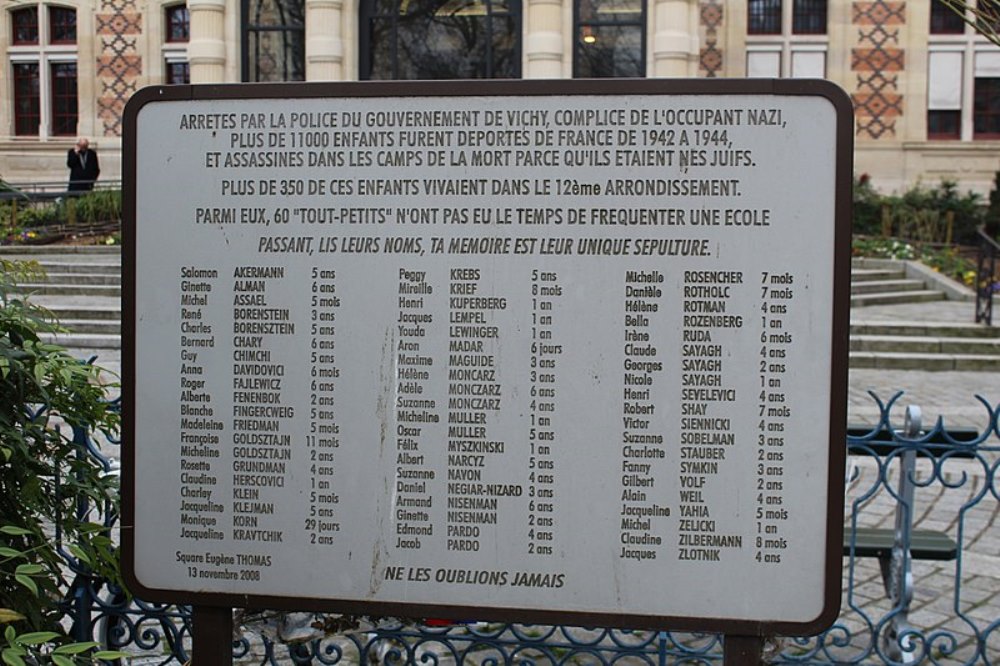 ARRETES PAR LA POLICE DU GOUVERNEMENT DE VICHY, COMPLICE DE L'OCCUPANT NAZI,
PLUS DE 11000 ENFANTS FURENT DEPORTES DE FRANCE DE 1942 A 1944,
ET ASSASSINES DANS LES CAMPS DE LA MORT PARCE QU'ILS ETAIENT NES JUIFS.
PLUS DE 350 DE CES ENFANTS VIVAIENT DANS LE 12ème ARRONDISSEMENT.
PARMI EUX, 60 "TOUT-PETITS" N'ONT PAS EU LE TEMPS DE FREQUENTER UNE ECOLE
PASSANT, LIS LEURS NOMS, TA MEMOIRE EST LEUR UNIQUE SEPULTURE.
Salomon AKERMANN 5 ans
Ginette ALMAN 6 ans
Michel ASSAEL 5 mois
René BORENSTEIN 3 ans
Charles BORENSZTEIN 5 ans
Bernard CHARY 6 ans
Guy CHIMCHI 5 ans
Anna DAVIDOVICI 6 mois
Roger FAJLEWICZ 6 ans
Alberte FENENBOK 2 ans
Blanche FINGERCWEIG 5 ans
Madeleine FRIEDMAN 5 mois
Françoise GOLDSZTAJN 11 mois
Micheline GOLDSZTAJN 2 ans
Rosette GRUNDMAN 4 ans
Claudine HERSCOVICI 1 an
Charley KLEIN 5 mois
Jacqueline KLEJMAN 5 ans
Monique KORN 29 jours
Jacqueline KRAVTCHIK 2 ans
Peggy KREBS 5 ans
Mireille KRIEF 8 mois
Henri KUPERBERG 1 an
Jacques LEMPEL 1 an
Youda LEWINGER 1 an
Aron MADAR 6 jours
Maxime MAGUIDE 3 ans
Hélène MONCARZ 3 ans
Adèle MONCZARZ 6 ans
Suzanne MONCZARZ 4 ans
Micheline MULLER 1 an
Oscar MULLER 5 ans
Félix MYSZKINSKI 1 an
Albert NARCYZ 5 ans
Suzanne NAVON 4 ans
Daniel NEGIAR-NIZARD 3 ans
Armand NISENMAN 6 ans
Ginette NISENMAN 2 ans
Edmond PARDO 4 ans
Jacob PARDO 2 ans
Michelle ROSENCHER 7 mois
Danièle ROTHOLC 7 mois
Hélène ROTMAN 4 ans
Bella ROZENBERG 1 an
Irène RUDA 6 mois
Claude SAYAGH 4 ans
Georges SAYAGH 2 ans
Nicole SAYAGH 1 an
Henri SEVELEVICI 4 ans
Robert SHAY 7 mois
Victor SIENNICKI 4 ans
Suzanne SOBELMAN 3 ans
Charlotte STAUBER 2 ans
Fanny SYMKIN 3 ans
Gilbert VOLF 2 ans
Alain WEIL 4 ans
Jacqueline YAHIA 5 mois
Michel ZELICKI 1 an
Claudine ZILBERMANN 8 mois
Jacques ZLOTNIK 4 ans
Square Eugène THOMAS
13 novembre 2008
NE LES OUBLIONS JAMAIS